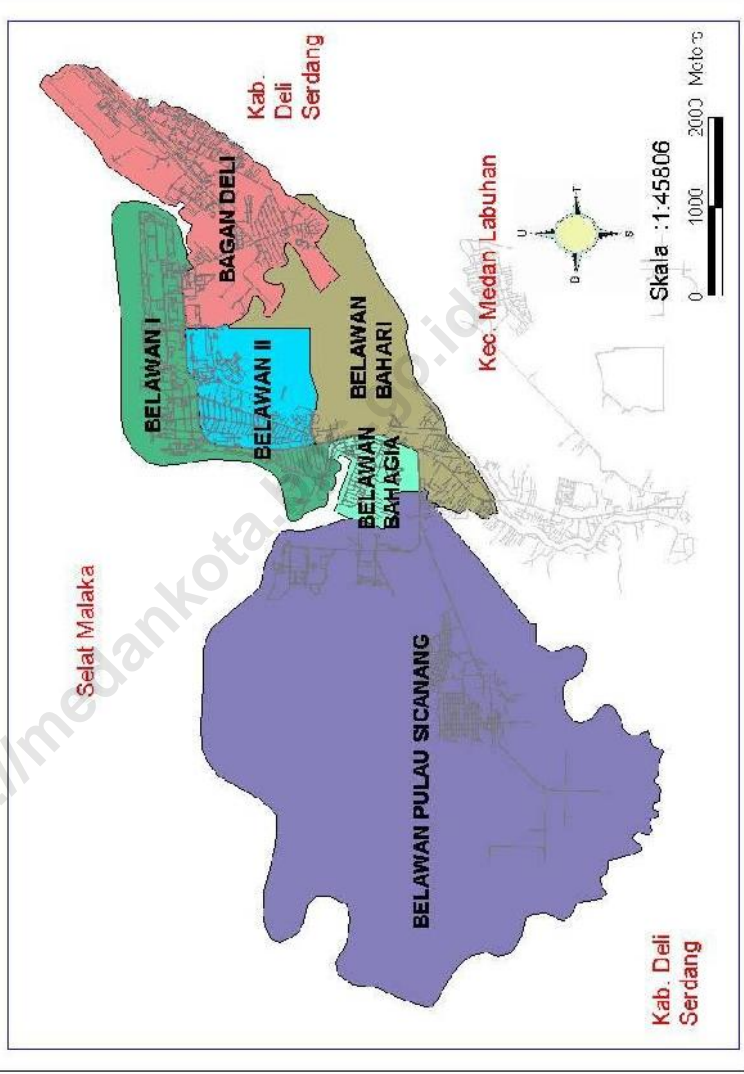 Selat Malaka
BELAWAN I
BAGAN DELI
Kab.
Deli
Serdang
BELAWAN II
BELAWAN
BAHARI
BELAWAN
BAHAGIA
BELAWAN PULAU SICANANG
Kec. Medan Labuhan
Kab. Deli
Serdang
U
D
T
S
Skala :1:45806
0 1000 2000 Meters